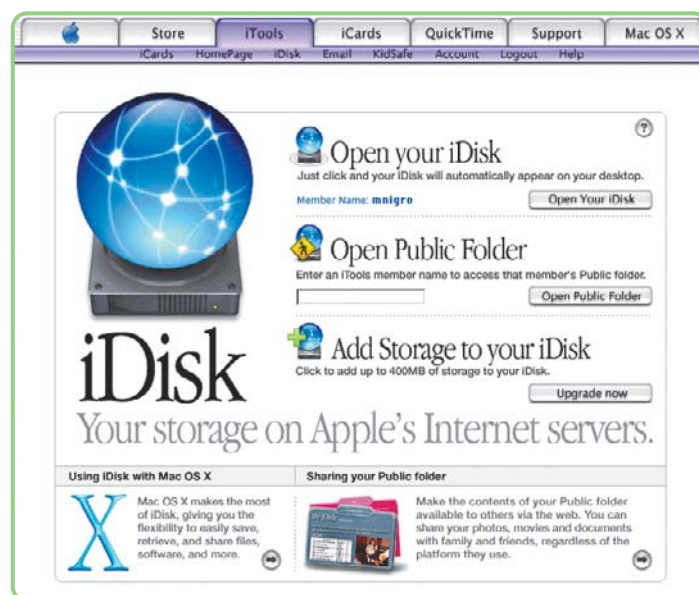 Store iTools iCards QuickTime Support Mac OS X
iCards HomePage iDisk Email KidSafe Account Logout Help
?
Open your iDisk
Just click and your iDisk will automatically appear on your desktop.
Member Name: mnigro
Open Your iDisk
Open Public Folder
Enter an iTools member name to access that member's Public folder.
Open Public Folder
Add Storage to your iDisk
Click to add up to 400MB of storage to your iDisk.
Upgrade now
iDisk
Your storage on Apple's Internet servers.
Using iDisk with Mac OS X
X
Mac OS X makes the most
of iDisk, giving you the
flexibility to easily save,
retrieve, and share files,
software, and more.
Sharing your Public folder
iDisk
Make the contents of your Public folder
available to others via the web. You can
share your photos, movies and documents
with family and friends, regardless of the
platform they use.